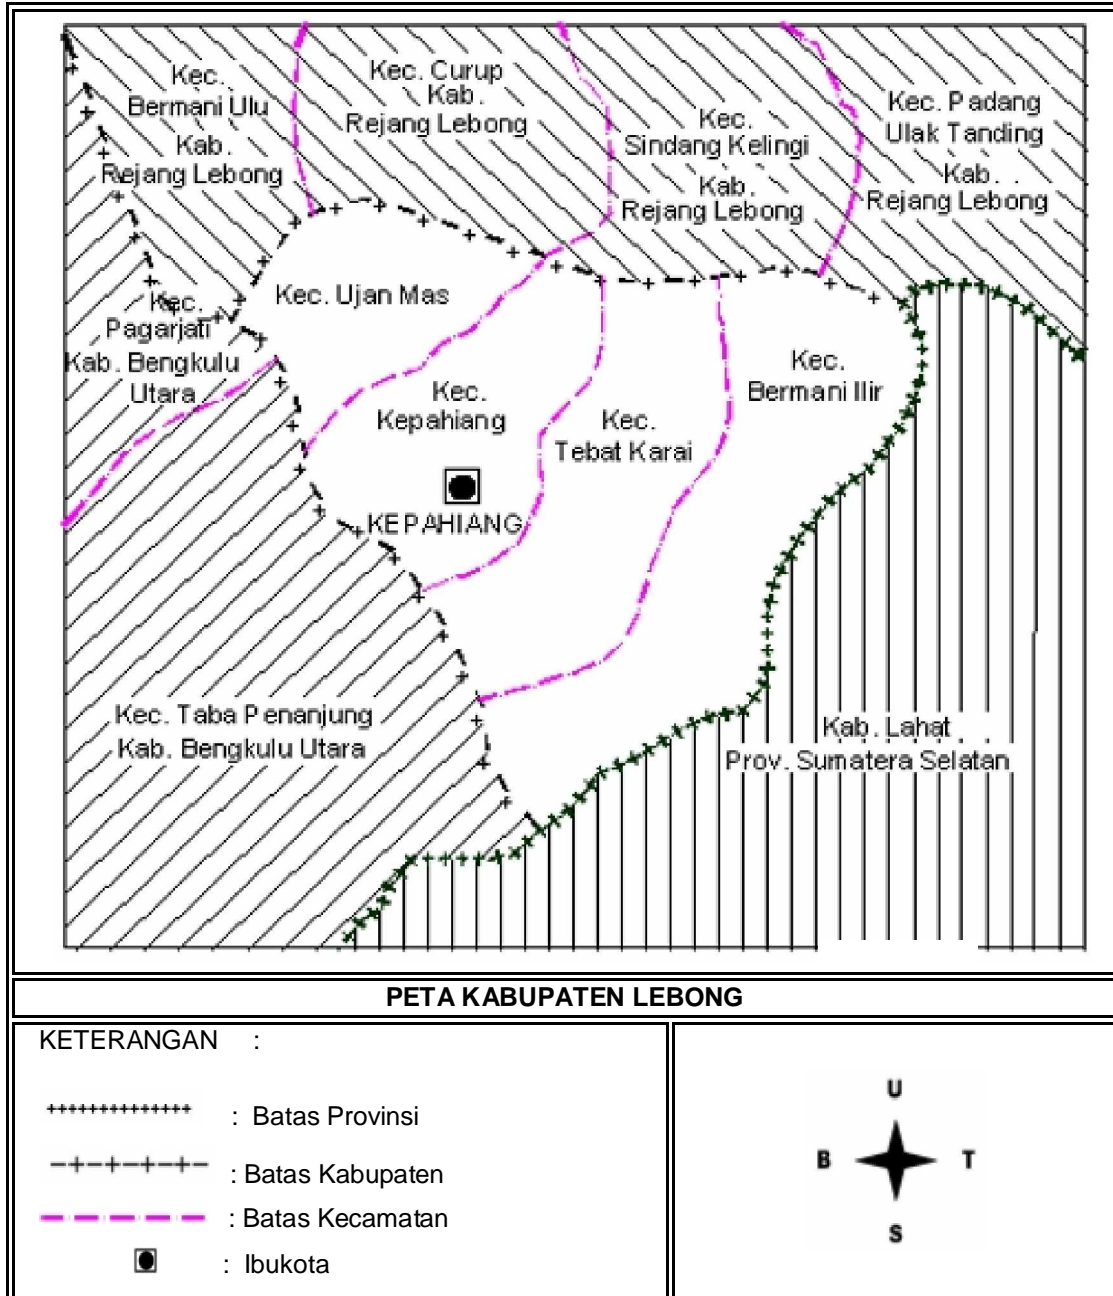 Kec.
Bermani Ulu
Kab.
Rejang Lebong
Kec. Curup
Kab.
Rejang Lebong
Kec.
Sindang Kelingi
Kab.
Rejang Lebong
Kec. Padang
Ulak Tanding
Kab.
Rejang Lebong
Kec.
Pagarjati
Kab. Bengkulu
Utara
Kec. Ujan Mas
Kec.
Kepahiang
KEPAHIANG
Kec.
Tebat Karai
Kec.
Bermani Ilir
Kec. Taba Penanjung
Kab. Bengkulu Utara
Kab. Lahat
Prov. Sumatera Selatan
PETA KABUPATEN LEBONG
KETERANGAN :
: Batas Provinsi
: Batas Kabupaten
: Batas Kecamatan
: Ibukota
U
B T
S